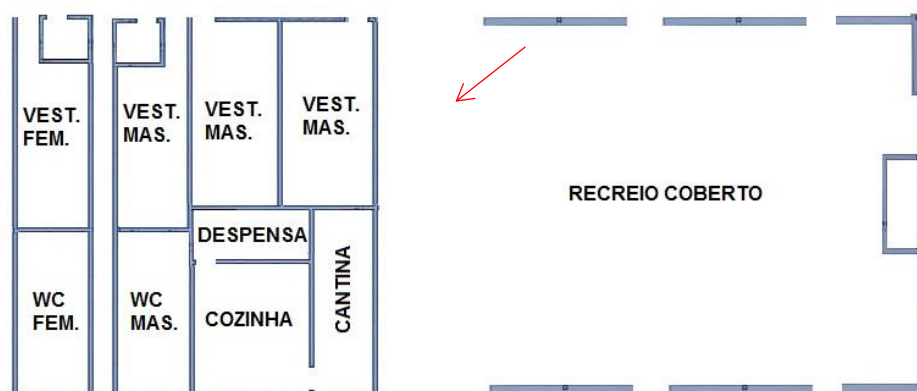 VEST.
FEM.
VEST.
MAS.
VEST.
MAS.
VEST.
MAS.
RECREIO COBERTO
DESPENSA
WC
FEM.
WC
MAS.
COZINHA
CANTINA